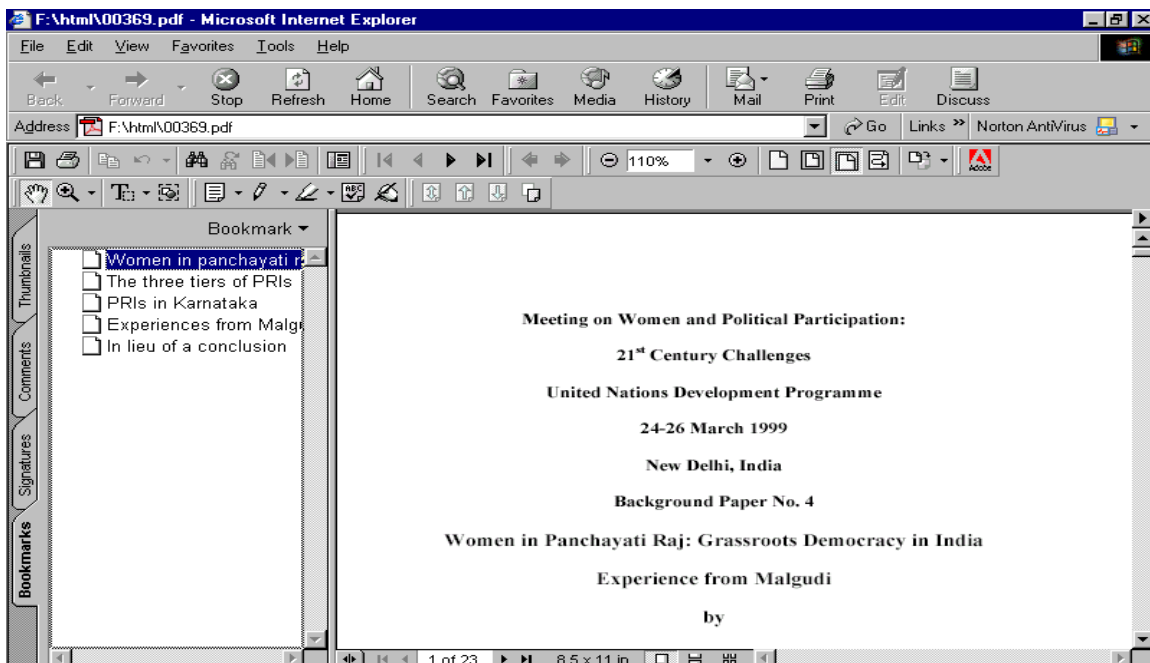 F:\html\00369.pdf - Microsoft Internet Explorer
File Edit View Favorites Tools Help
Back Forward Stop Refresh Home Search Favorites Media History Mail Print Edit Discuss
Address F:\html\00369.pdf Go Links » Norton AntiVirus
110% Adobe
Bookmark
Thumbnails
Comments
Signatures
Bookmarks
Women in panchayati r
The three tiers of PRIs
PRIs in Karnataka
Experiences from Malgu
In lieu of a conclusion
Meeting on Women and Political Participation:
21st Century Challenges
United Nations Development Programme
24-26 March 1999
New Delhi, India
Background Paper No. 4
Women in Panchayati Raj: Grassroots Democracy in India
Experience from Malgudi
by
1 of 23 8.5 x 11 in